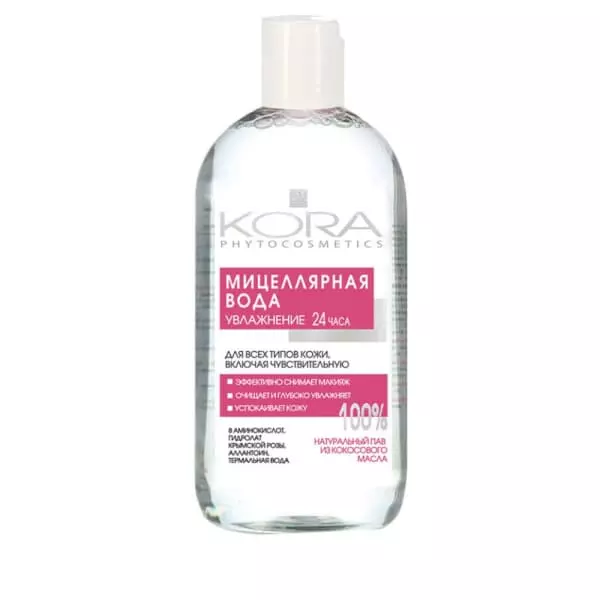 KORA
PHYTOCOSMETICS
МИЦЕЛЛЯРНАЯ
ВОДА
УВЛАЖНЕНИЕ 24 ЧАСА
ДЛЯ ВСЕХ ТИПОВ КОЖИ,
ВКЛЮЧАЯ ЧУВСТВИТЕЛЬНУЮ
ЭФФЕКТИВНО СНИМАЕТ МАКИЯЖ
ОЧИЩАЕТ И ГЛУБОКО УВЛАЖНЯЕТ
УСПОКАИВАЕТ КОЖУ
100%
8 АМИНОКИСЛОТ,
ГИДРОЛАТ
КРЫМСКОЙ РОЗЫ,
АЛЛАНТОИН,
ТЕРМАЛЬНАЯ ВОДА
НАТУРАЛЬНЫЙ ПАВ
ИЗ КОКОСОВОГО
МАСЛА